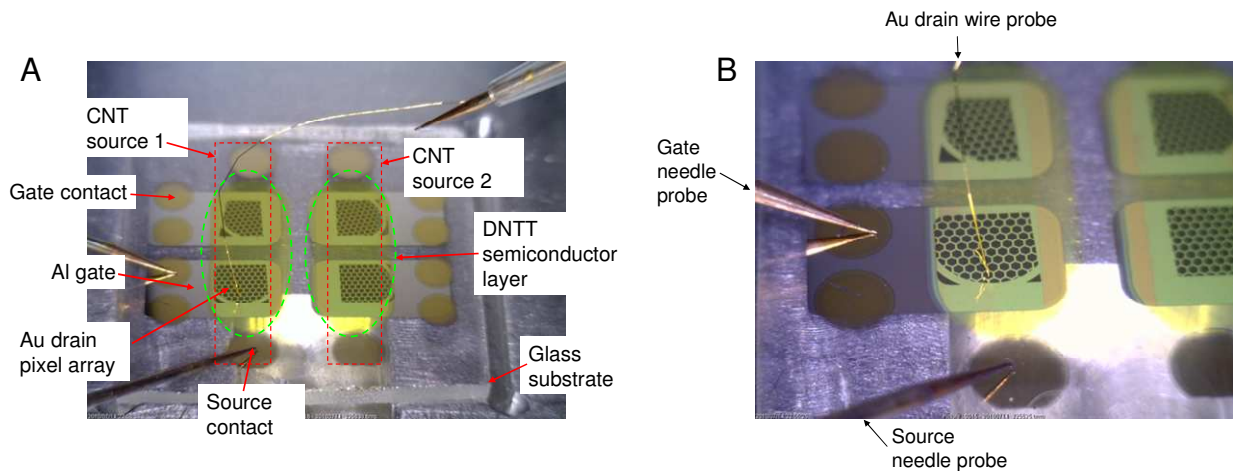 A
CNT
source 1
CNT
source 2
Gate contact
DNTT
semiconductor
layer
Al gate
Au drain
pixel array
Glass
substrate
Source
contact
Au drain wire probe
B
Gate
needle
probe
Source
needle probe